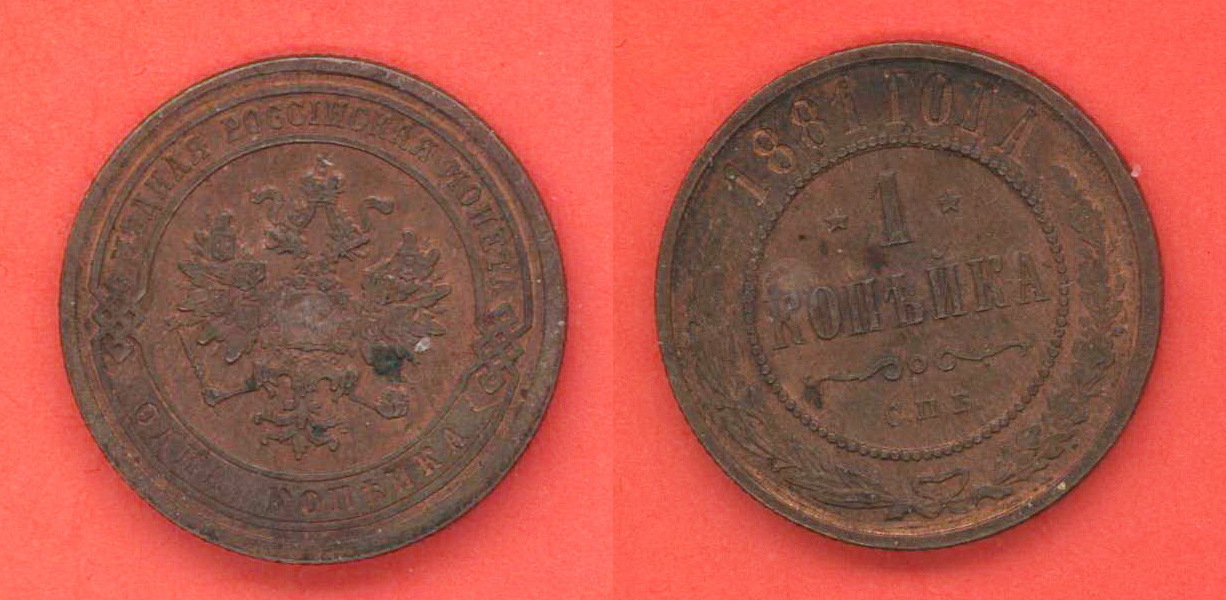 МѢДНАЯ РОССІЙСКАЯ МОНЕТА
ОДНА КОПѢЙКА
1881 ГОДА
1
КОПѢЙКА
С.П.Б.